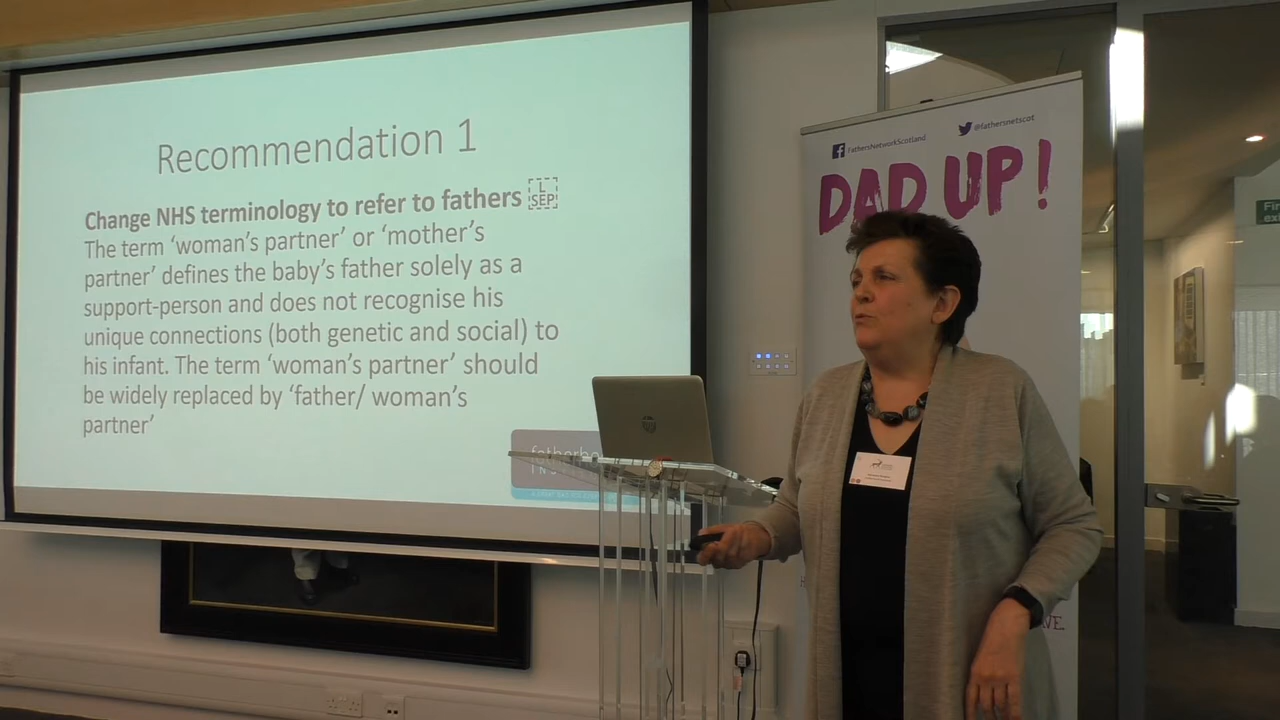 Recommendation 1
Change NHS terminology to refer to fathers L SEP
The term ‘woman’s partner’ or ‘mother’s
partner’ defines the baby’s father solely as a
support-person and does not recognise his
unique connections (both genetic and social) to
his infant. The term ‘woman’s partner’ should
be widely replaced by ‘father/ woman’s
partner’
FathersNetworkScotland
@fathersnetscot
DAD UP!